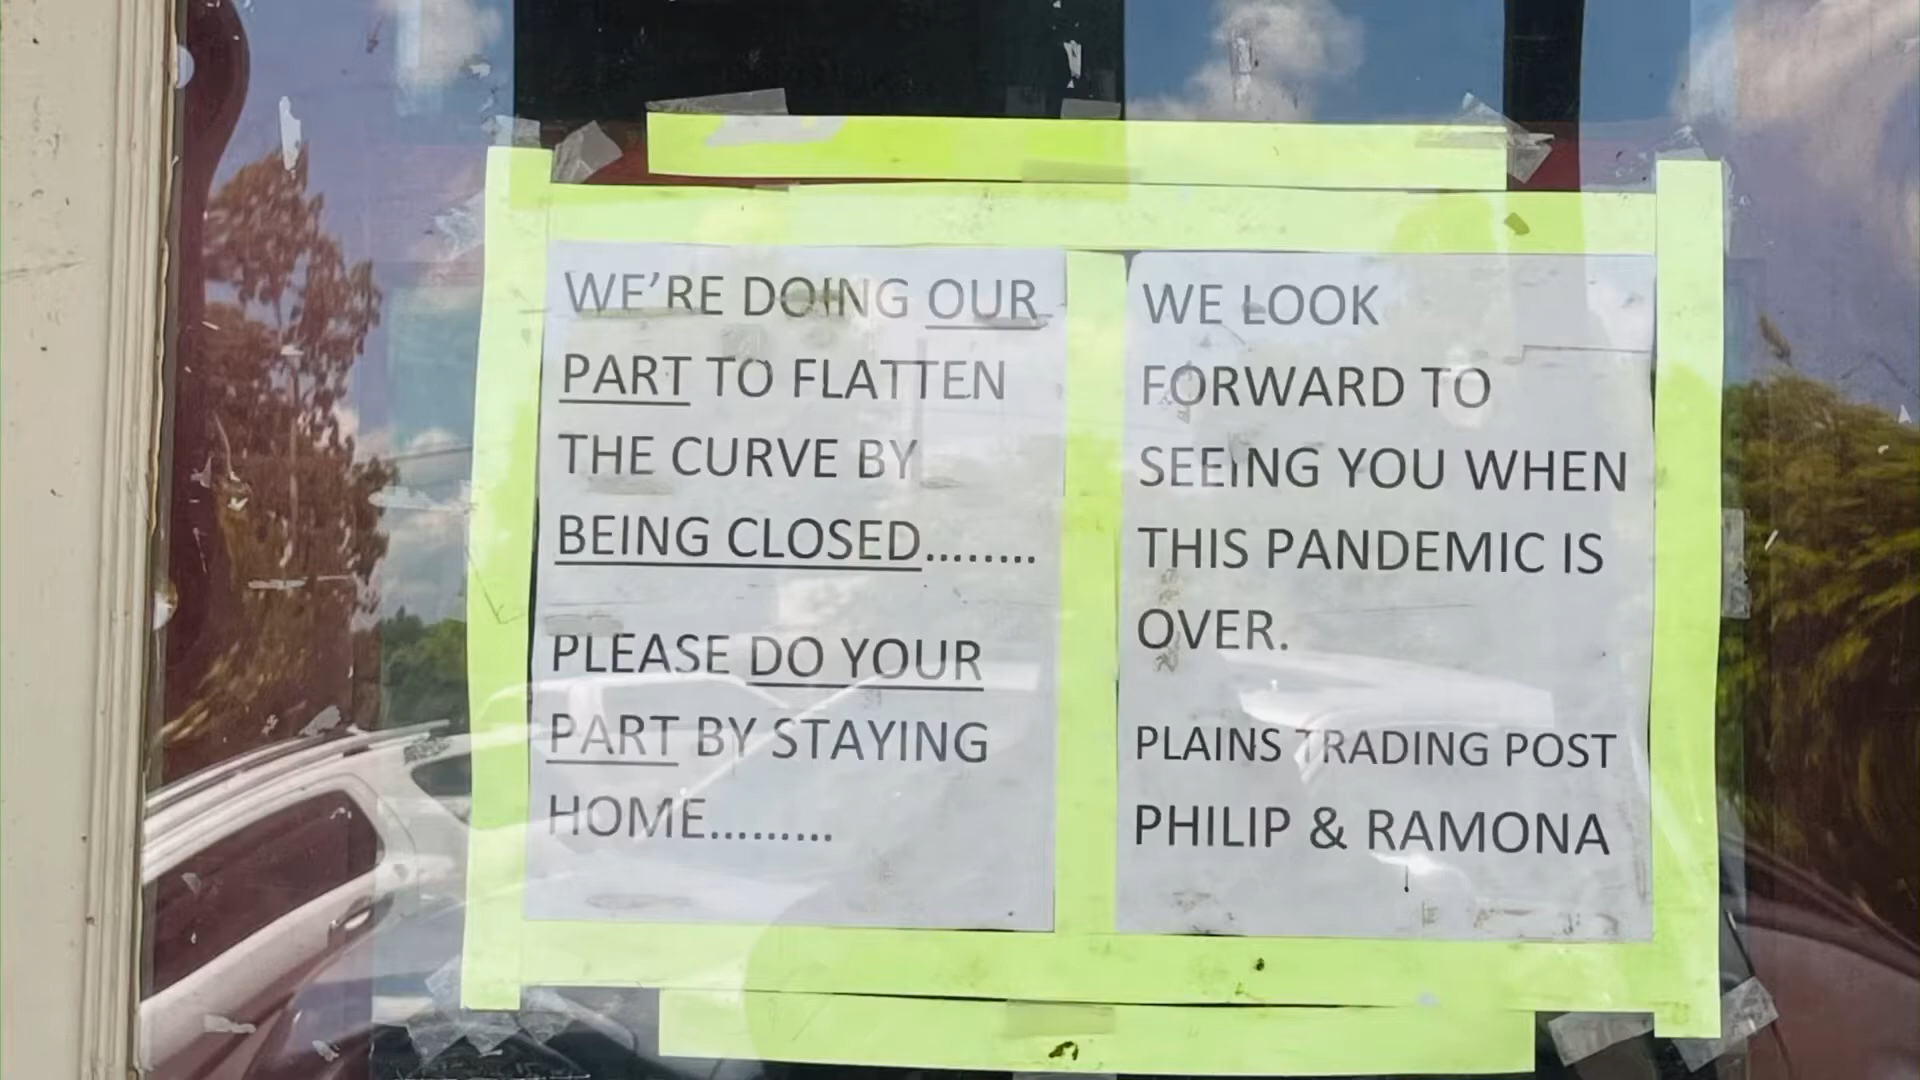 WE'RE DOING OUR
PART TO FLATTEN
THE CURVE BY
BEING CLOSED........
PLEASE DO YOUR
PART BY STAYING
HOME.........
WE LOOK
FORWARD TO
SEEING YOU WHEN
THIS PANDEMIC IS
OVER.
PLAINS TRADING POST
PHILIP & RAMONA